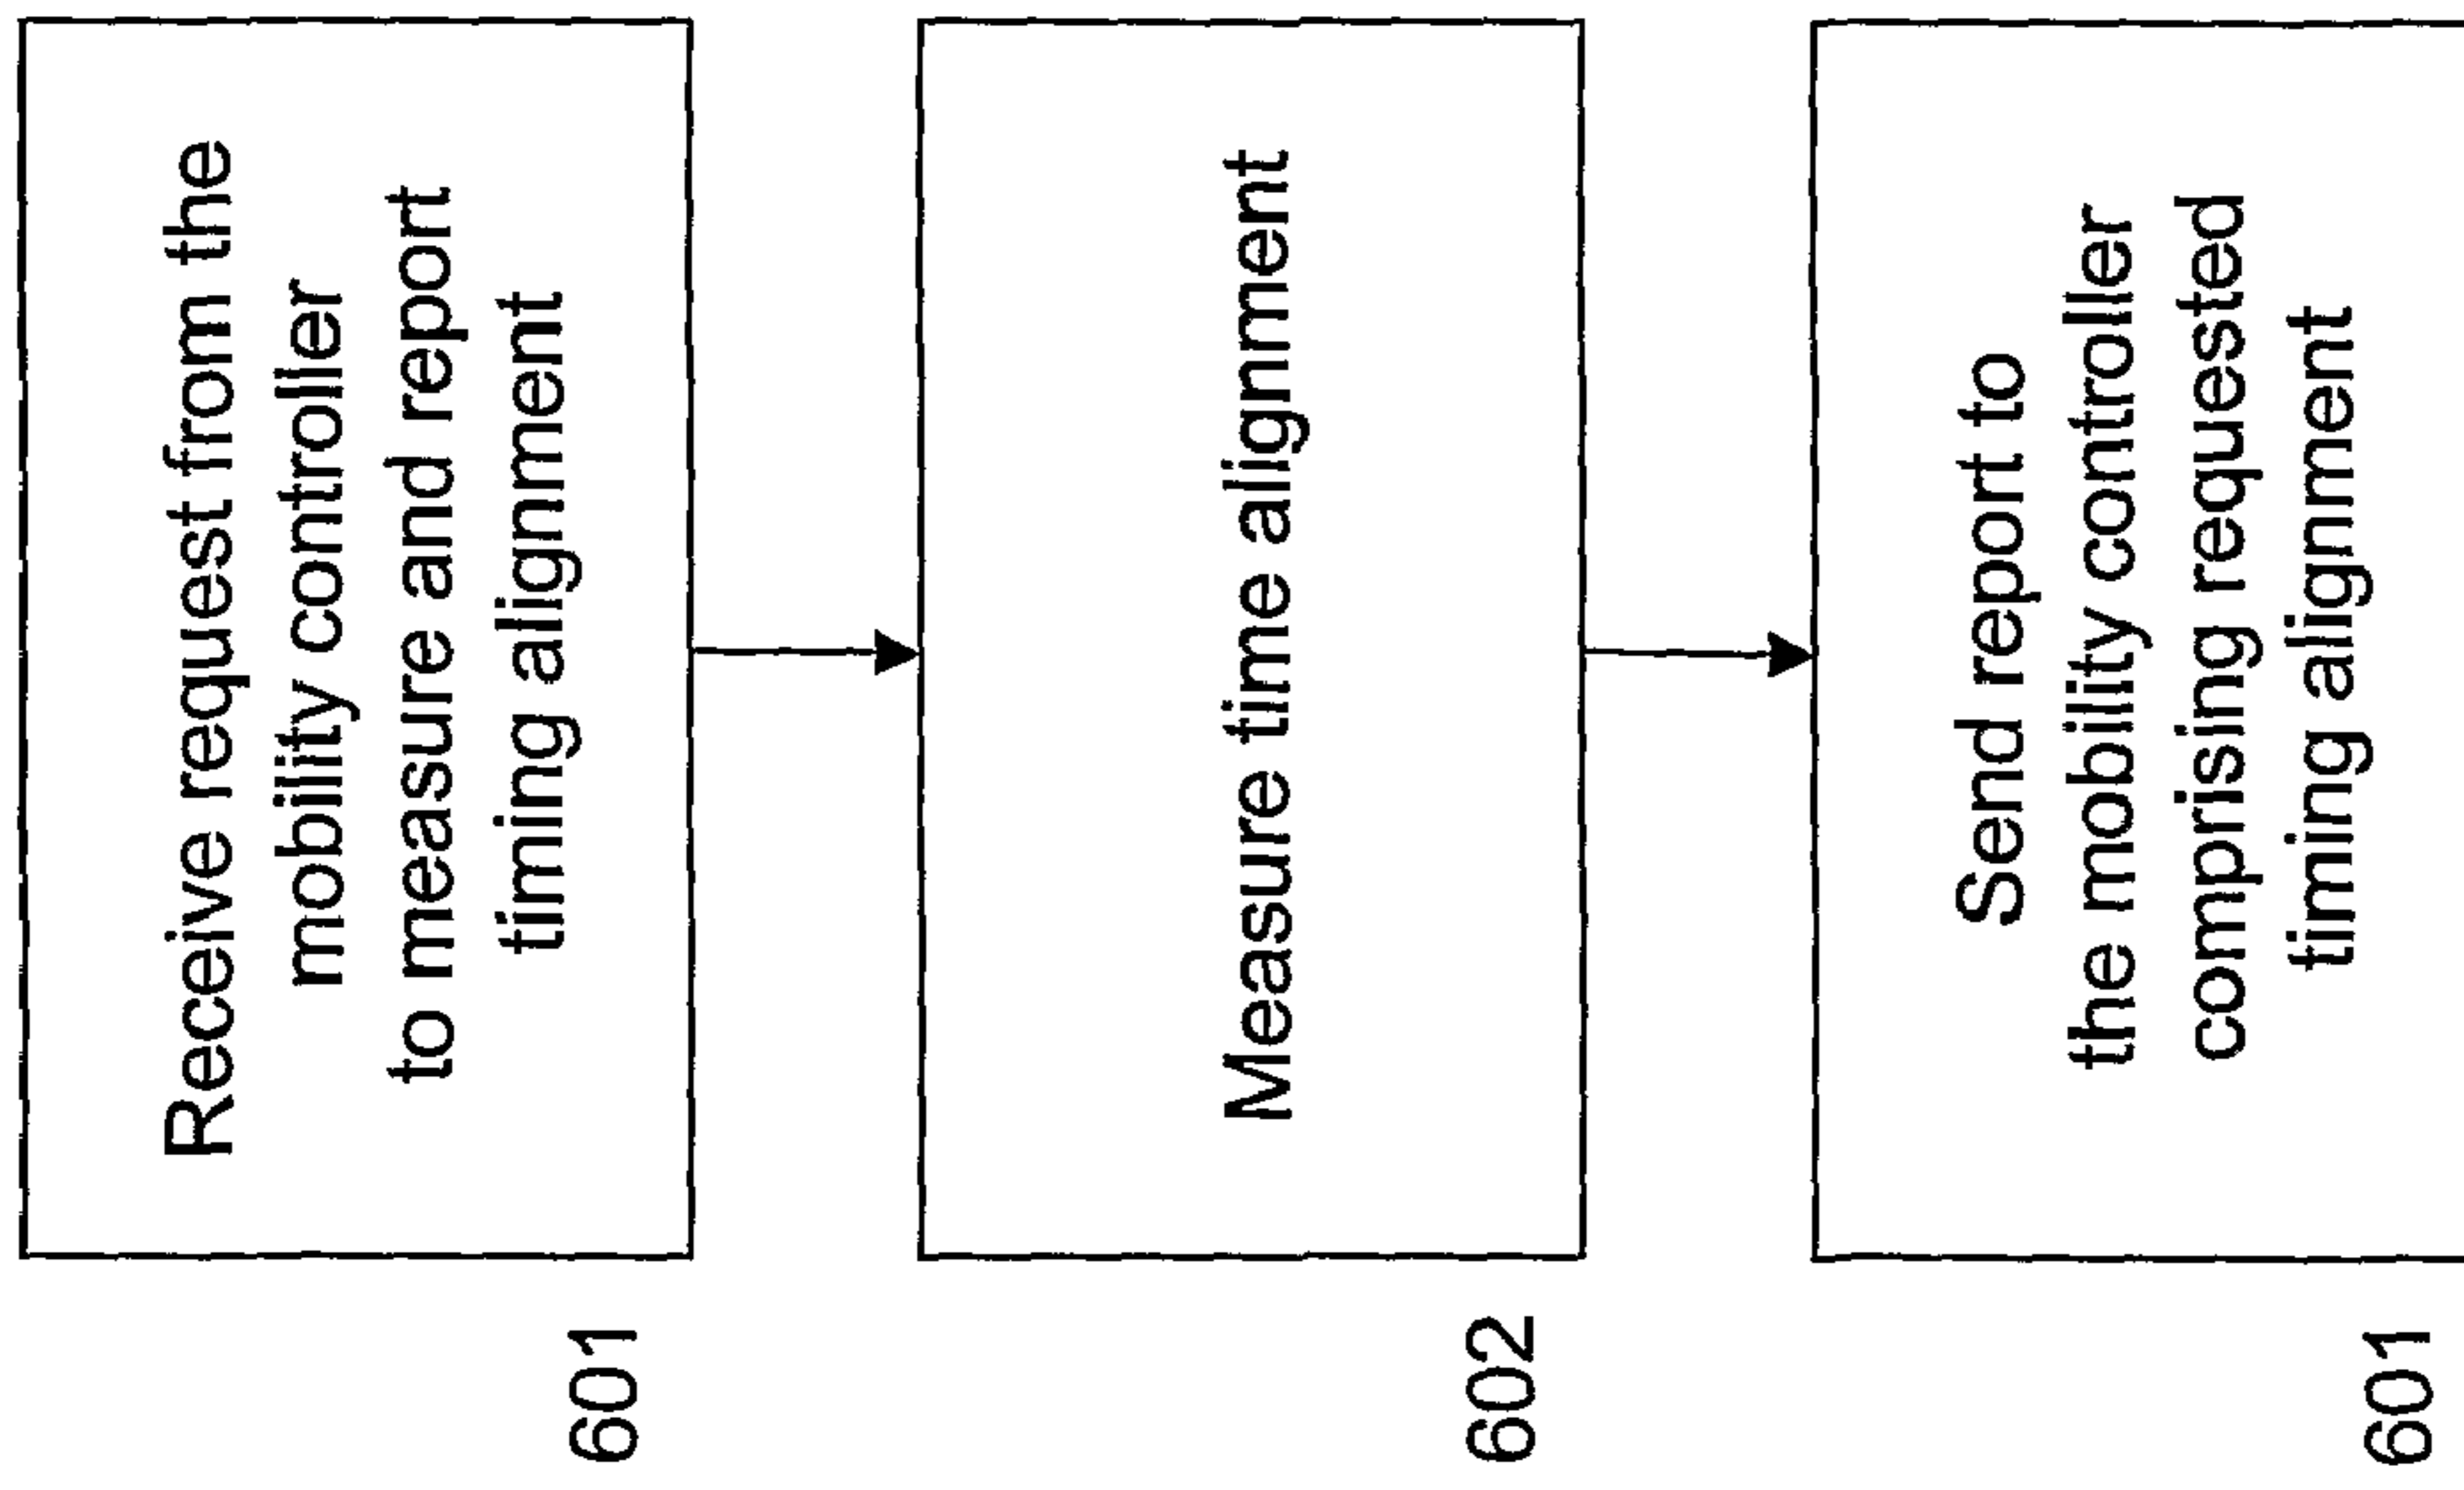 Receive request from the
mobility controller
to measure and report
timing alignment
601
Measure time alignment
602
Send report to
the mobility controller
comprising requested
timing alignment
601